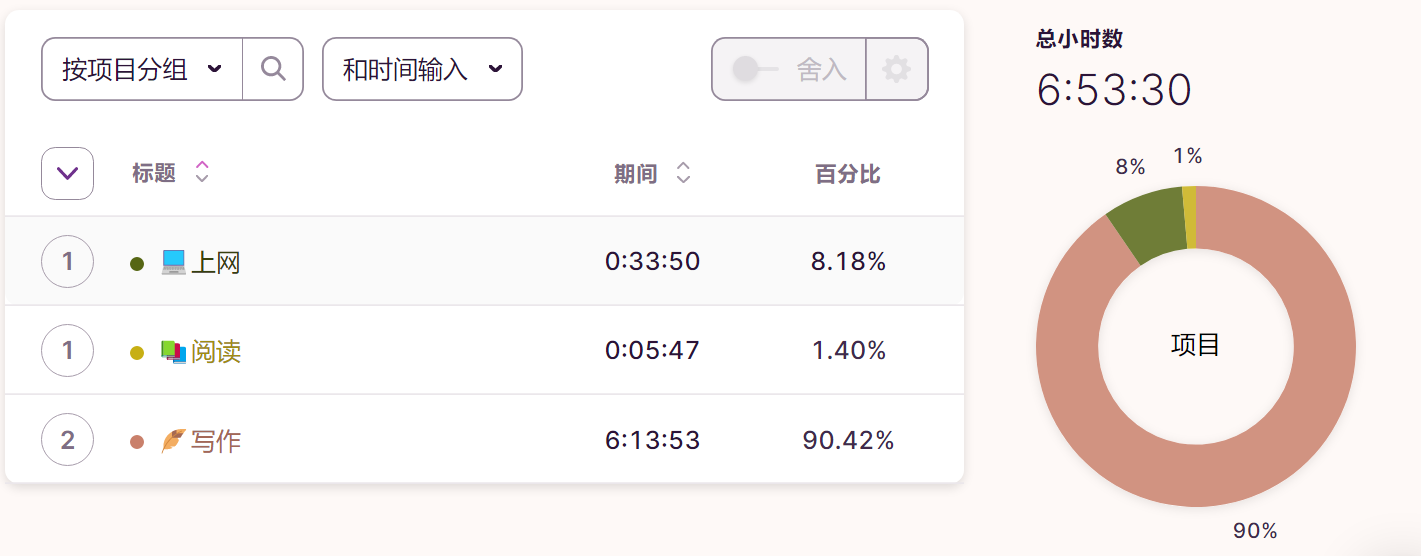 按项目分组
和时间输入
舍入
标题 期间 百分比
1 上网 0:33:50 8.18%
1 阅读 0:05:47 1.40%
2 写作 6:13:53 90.42%
总小时数
6:53:30
8% 1%
项目
90%